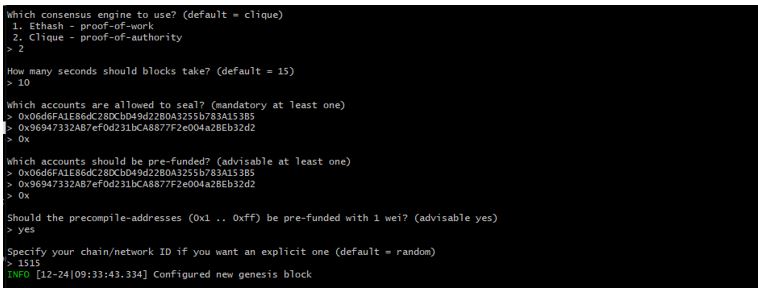 Which consensus engine to use? (default = clique)
1. Ethash - proof-of-work
2. Clique - proof-of-authority
> 2
How many seconds should blocks take? (default = 15)
> 10
Which accounts are allowed to seal? (mandatory at least one)
> 0x06d6FA1E86dC28DCbD49d22B0A3255b783A153B5
> 0x96947332AB7ef0d231bCA8877F2e004a2BEb32d2
> 0x
Which accounts should be pre-funded? (advisable at least one)
> 0x06d6FA1E86dC28DCbD49d22B0A3255b783A153B5
> 0x96947332AB7ef0d231bCA8877F2e004a2BEb32d2
> 0x
Should the precompile-addresses (0x1 .. 0xff) be pre-funded with 1 wei? (advisable yes)
> yes
Specify your chain/network ID if you want an explicit one (default = random)
> 1515
INFO [12-24|09:33:43.334] Configured new genesis block